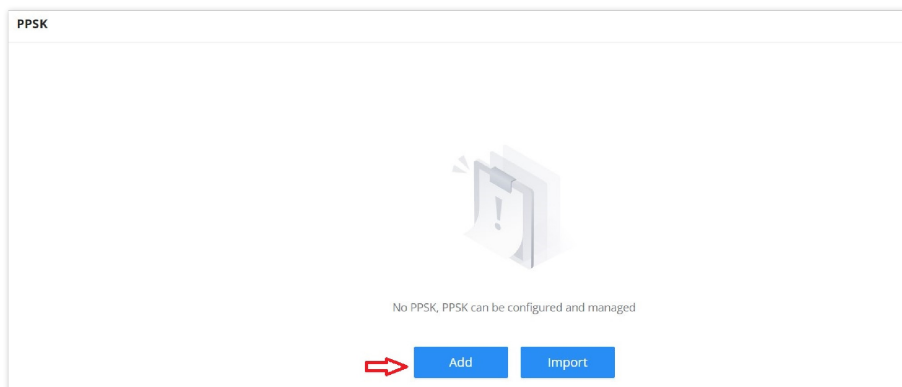 PPSK
No PPSK, PPSK can be configured and managed
Add
Import